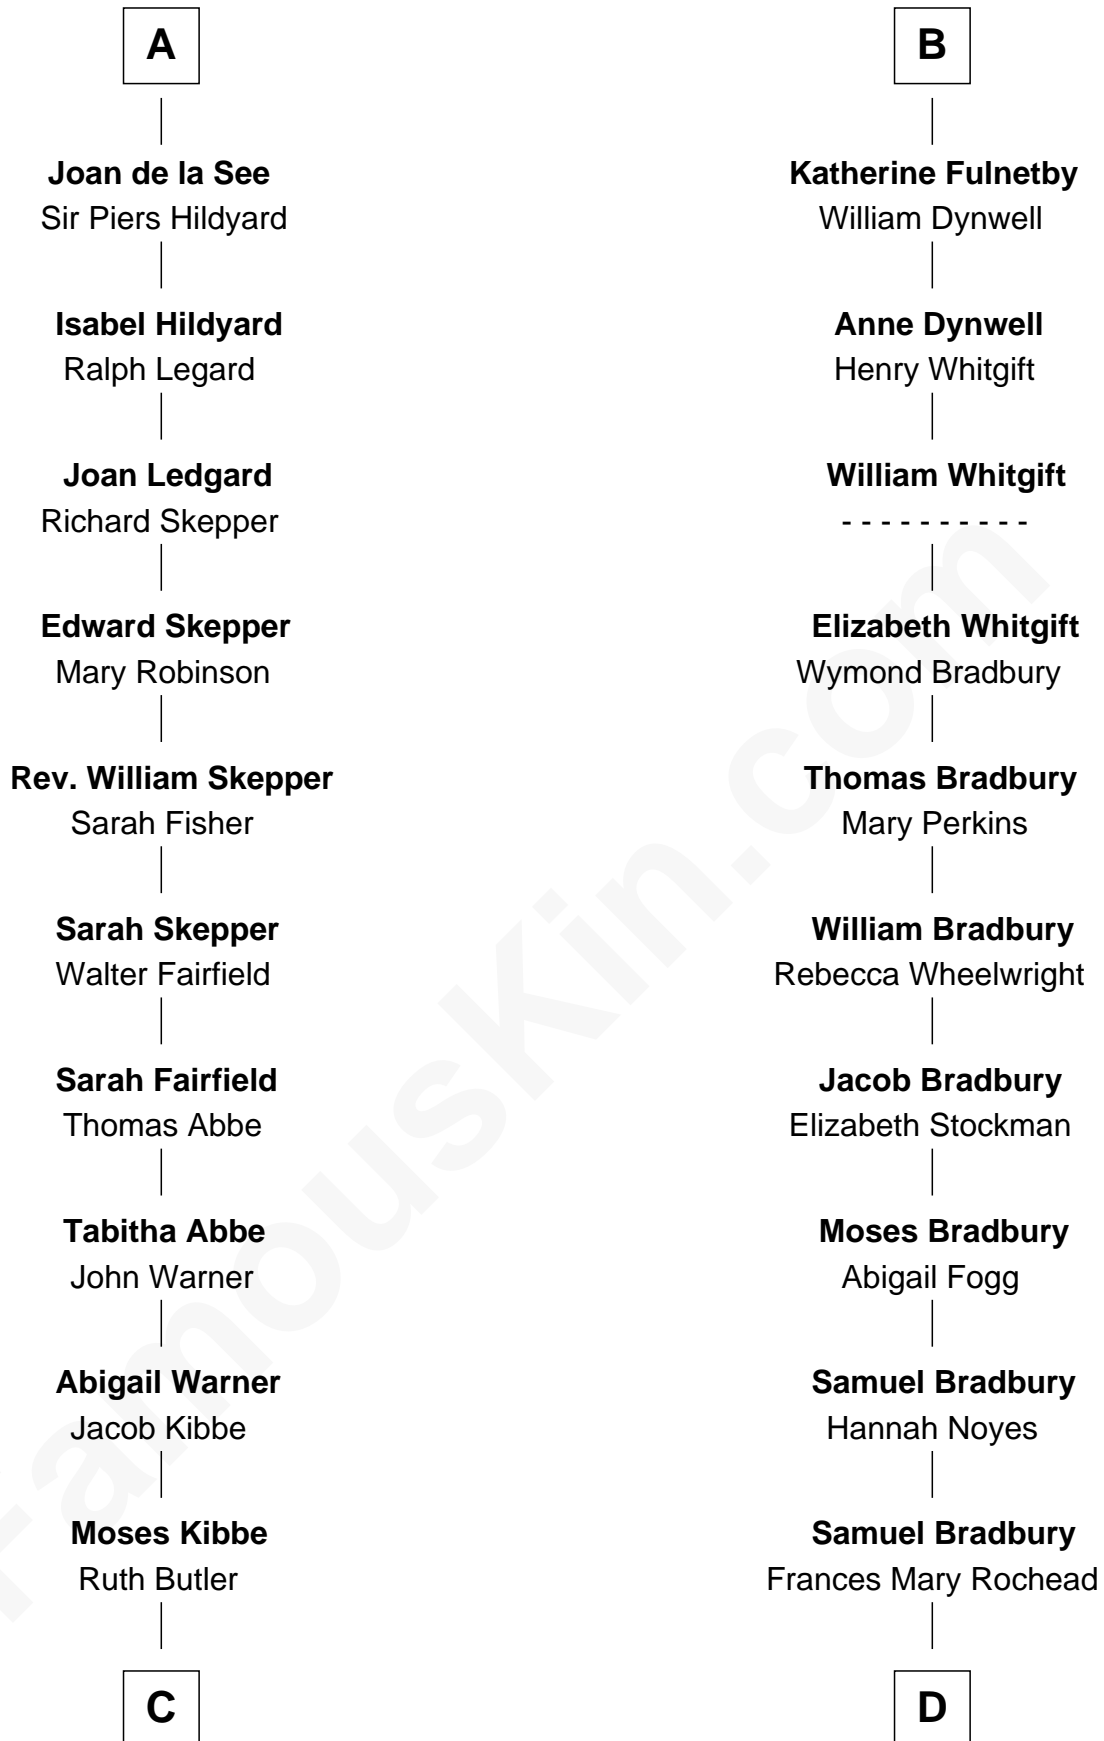 A
Joan de la See
Sir Piers Hildyard
Isabel Hildyard
Ralph Legard
Joan Ledgard
Richard Skepper
Edward Skepper
Mary Robinson
Rev. William Skepper
Sarah Fisher
Sarah Skepper
Walter Fairfield
Sarah Fairfield
Thomas Abbe
Tabitha Abbe
John Warner
Abigail Warner
Jacob Kibbe
Moses Kibbe
Ruth Butler
C
B
Katherine Fulnetby
William Dynwell
Anne Dynwell
Henry Whitgift
William Whitgift
- - - - - - - - - -
Elizabeth Whitgift
Wymond Bradbury
Thomas Bradbury
Mary Perkins
William Bradbury
Rebecca Wheelwright
Jacob Bradbury
Elizabeth Stockman
Moses Bradbury
Abigail Fogg
Samuel Bradbury
Hannah Noyes
Samuel Bradbury
Frances Mary Rochead
D
FamousKin.com